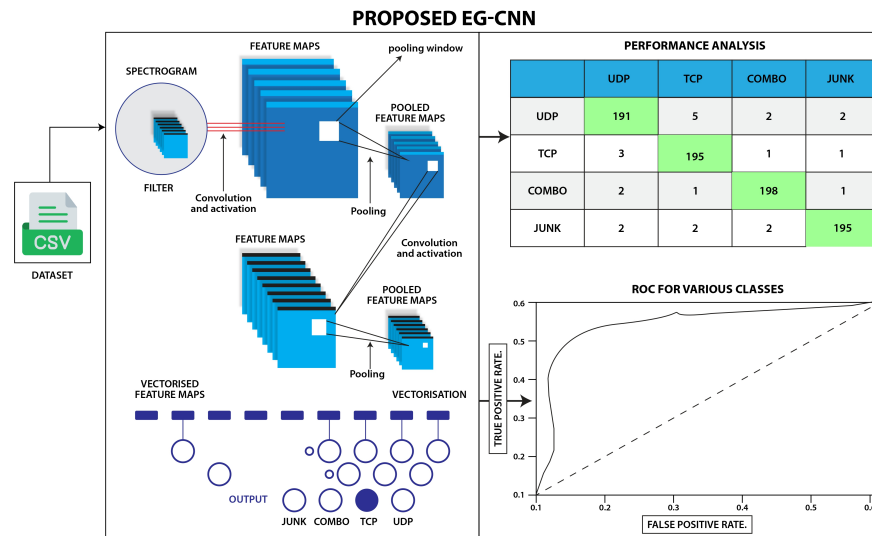 PROPOSED EG-CNN
FEATURE MAPS
pooling window
SPECTROGRAM
POOLED
FEATURE MAPS
FILTER
Convolution
and activation
Pooling
CSV
DATASET
FEATURE MAPS
Convolution
and activation
POOLED
FEATURE MAPS
Pooling
VECTORISED
FEATURE MAPS
VECTORISATION
OUTPUT
JUNK COMBO TCP UDP
PERFORMANCE ANALYSIS
UDP TCP COMBO JUNK
UDP 191 5 2 2
TCP 3 195 1 1
COMBO 2 1 198 1
JUNK 2 2 2 195
ROC FOR VARIOUS CLASSES
TRUE POSITIVE RATE.
0.6
0.5
0.4
0.3
0.2
0.1
0.1 0.2 0.3 0.4 0.5
FALSE POSITIVE RATE.